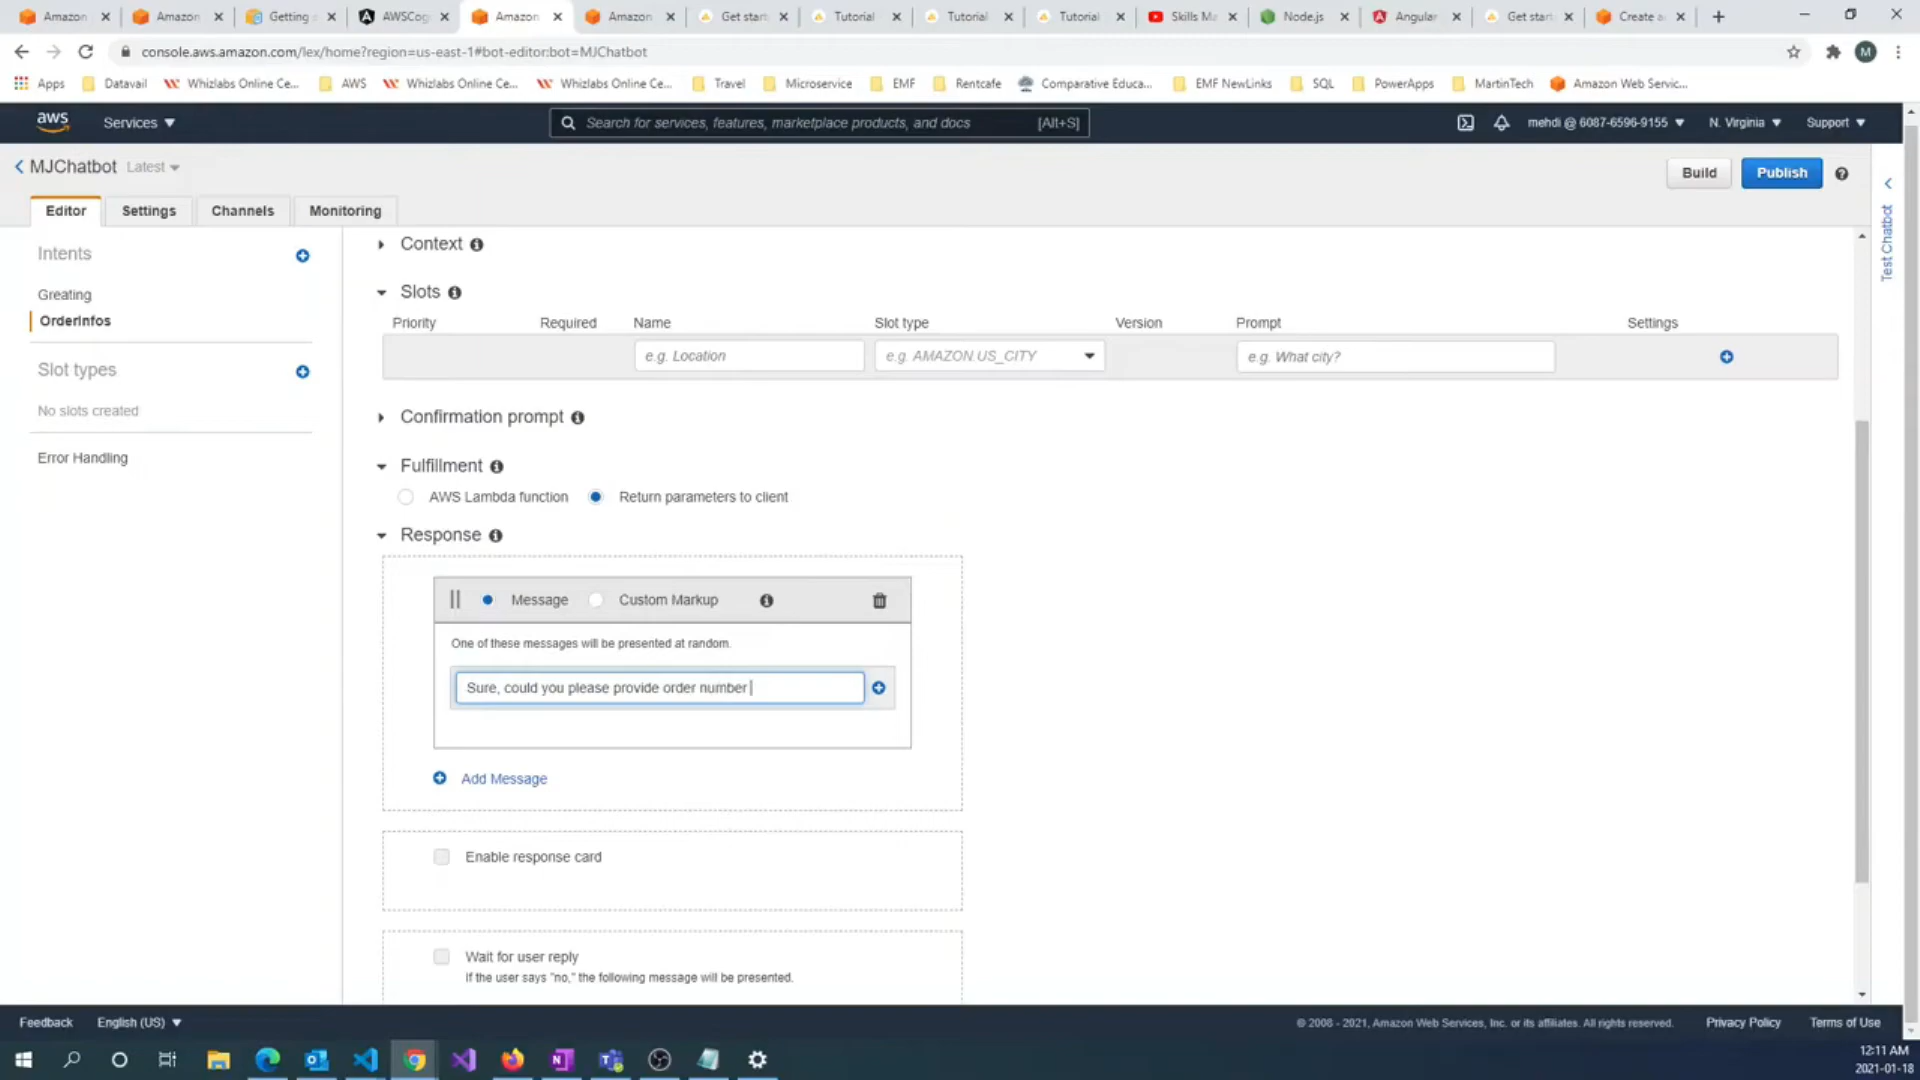 Amazon
Amazon
Getting
AWSCog
Amazon
Amazon
Get start
Tutorial
Tutorial
Tutorial
Skills Ma
Node.js
Angular
Get start
Create a
console.aws.amazon.com/lex/home?region=us-east-1#bot-editor:bot=MJChatbot
M
Apps Datavail Whizlabs Online Ce... AWS Whizlabs Online Ce... Whizlabs Online Ce... Travel Microservice EMF Rentcafe Comparative Educa... EMF NewLinks SQL PowerApps MartinTech Amazon Web Servic...
aws Services Search for services, features, marketplace products, and docs [Alt+S] mehdi @ 6087-6596-9155 N. Virginia Support
MJChatbot Latest Build Publish
Editor Settings Channels Monitoring
Test Chatbot
Intents
Greating
OrderInfos
Slot types
No slots created
Error Handling
Context
Slots
Priority Required Name Slot type Version Prompt Settings
e.g. Location e.g. AMAZON.US_CITY e.g. What city?
Confirmation prompt
Fulfillment
AWS Lambda function Return parameters to client
Response
Message Custom Markup
One of these messages will be presented at random.
Sure, could you please provide order number
Add Message
Enable response card
Wait for user reply
If the user says "no," the following message will be presented.
Feedback English (US) © 2008 - 2021, Amazon Web Services, Inc. or its affiliates. All rights reserved. Privacy Policy Terms of Use
12:11 AM
2021-01-18